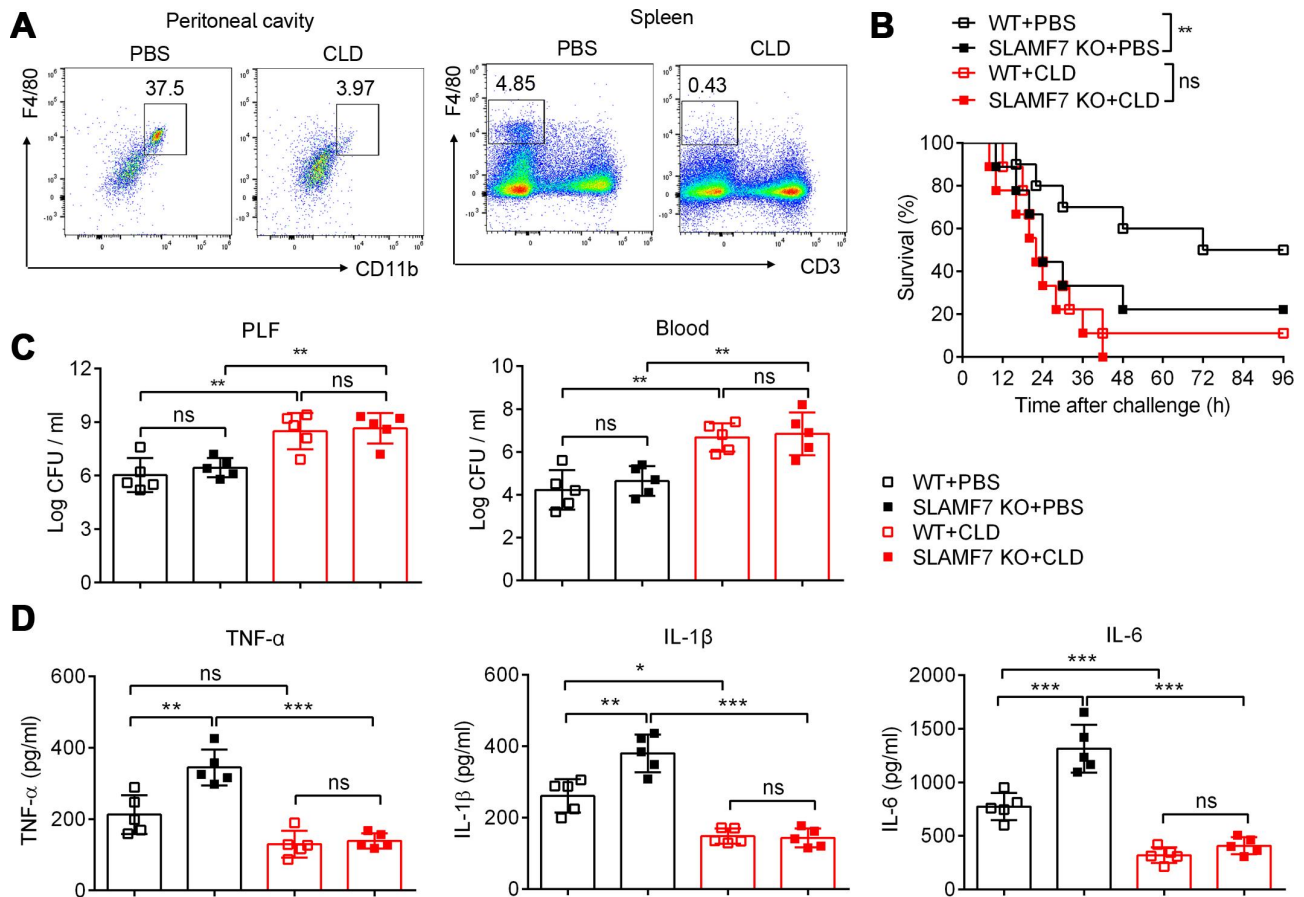 A
Peritoneal cavity
Spleen
PBS
CLD
PBS
CLD
F4/80
37.5
3.97
F4/80
4.85
0.43
CD11b
CD3
B
WT+PBS
SLAMF7 KO+PBS
**
WT+CLD
SLAMF7 KO+CLD
ns
Survival (%)
100
80
60
40
20
0
0 12 24 36 48 60 72 84 96
Time after challenge (h)
C
PLF
Log CFU / ml
12
9
6
3
0
ns
**
**
ns
Blood
Log CFU / ml
10
8
6
4
2
0
ns
**
**
ns
WT+PBS
SLAMF7 KO+PBS
WT+CLD
SLAMF7 KO+CLD
D
TNF-α
TNF-α (pg/ml)
600
400
200
0
ns
**
***
ns
IL-1β
IL-1β (pg/ml)
600
400
200
0
*
**
***
ns
IL-6
IL-6 (pg/ml)
2000
1500
1000
500
0
***
***
***
ns